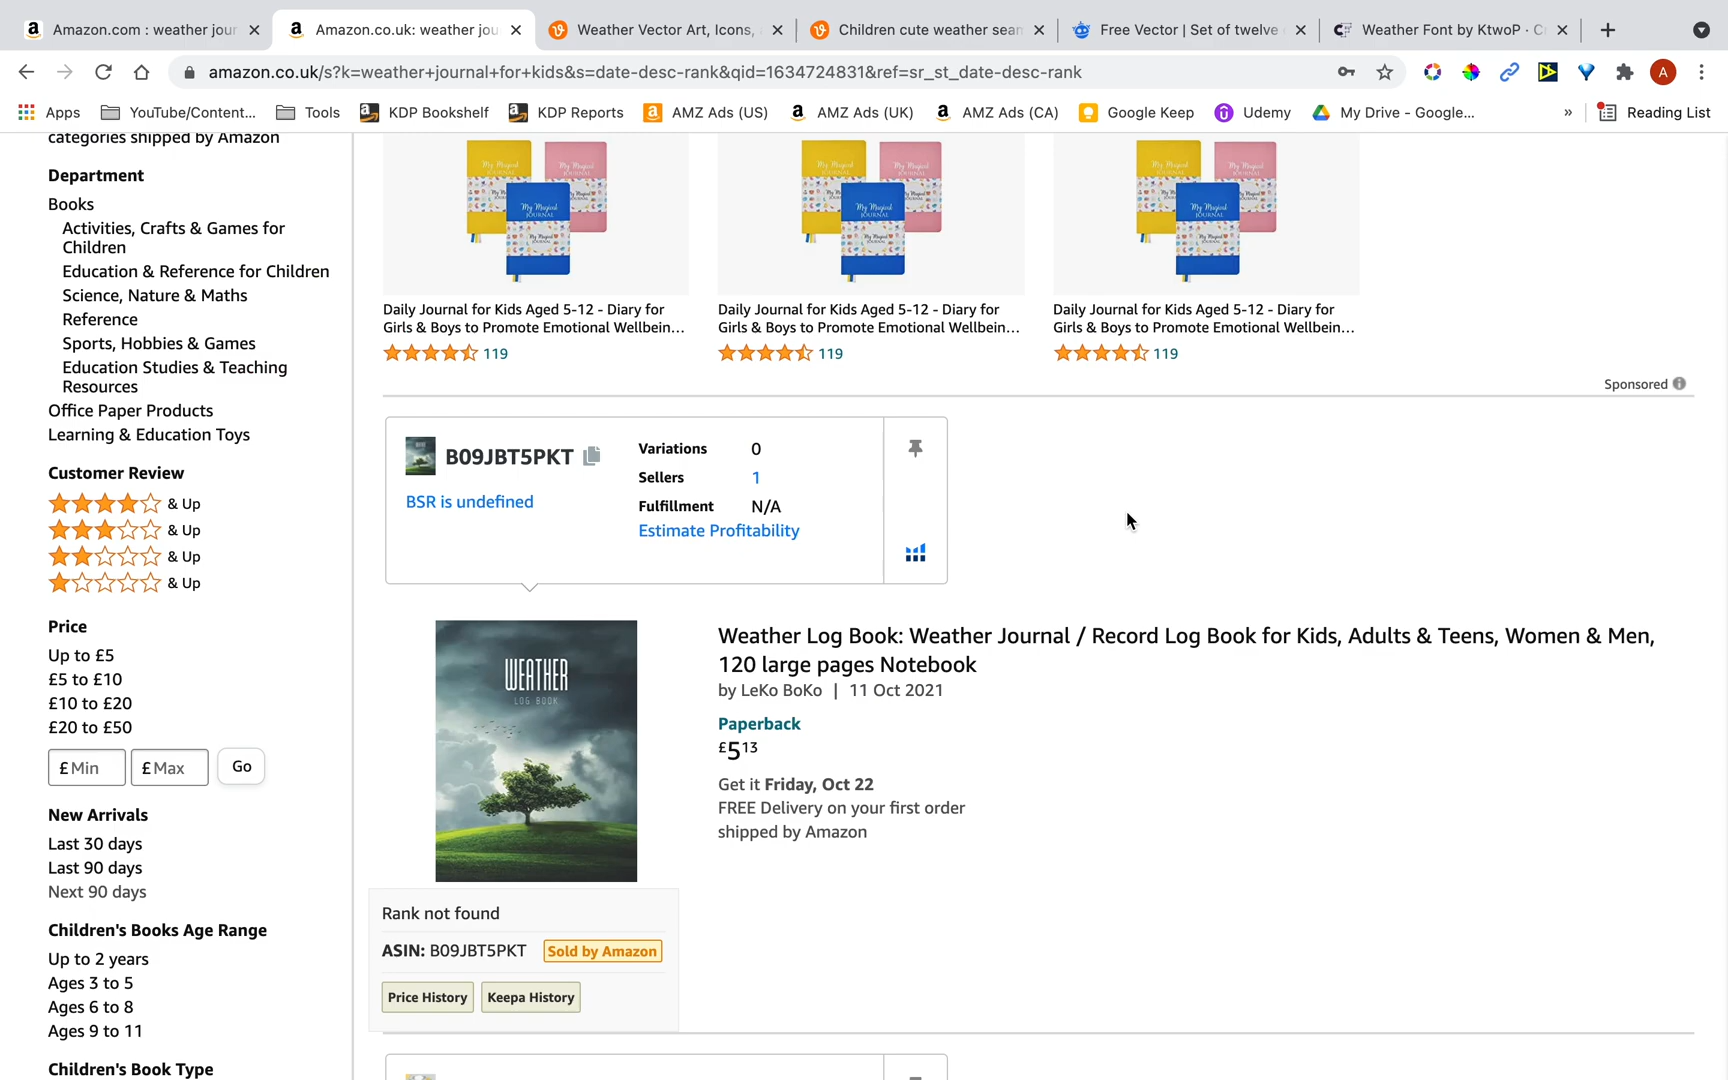 Amazon.com : weather jour
Amazon.co.uk: weather jou
Weather Vector Art, Icons,
Children cute weather sean
Free Vector | Set of twelve
Weather Font by KtwoP · C
amazon.co.uk/s?k=weather+journal+for+kids&s=date-desc-rank&qid=1634724831&ref=sr_st_date-desc-rank
A
Apps
YouTube/Content...
Tools
KDP Bookshelf
KDP Reports
AMZ Ads (US)
AMZ Ads (UK)
AMZ Ads (CA)
Google Keep
Udemy
My Drive - Google...
»
Reading List
categories shipped by Amazon
Department
Books
Activities, Crafts & Games for
Children
Education & Reference for Children
Science, Nature & Maths
Reference
Sports, Hobbies & Games
Education Studies & Teaching
Resources
Office Paper Products
Learning & Education Toys
Customer Review
& Up
& Up
& Up
& Up
Price
Up to £5
£5 to £10
£10 to £20
£20 to £50
£ Min
£ Max
Go
New Arrivals
Last 30 days
Last 90 days
Next 90 days
Children's Books Age Range
Up to 2 years
Ages 3 to 5
Ages 6 to 8
Ages 9 to 11
Children's Book Type
My Magical
JOURNAL
My Magical
JOURNAL
My Magical
JOURNAL
Daily Journal for Kids Aged 5-12 - Diary for
Girls & Boys to Promote Emotional Wellbein...
119
Daily Journal for Kids Aged 5-12 - Diary for
Girls & Boys to Promote Emotional Wellbein...
119
Daily Journal for Kids Aged 5-12 - Diary for
Girls & Boys to Promote Emotional Wellbein...
119
Sponsored
B09JBT5PKT
BSR is undefined
Variations 0
Sellers 1
Fulfillment N/A
Estimate Profitability
WEATHER
LOG BOOK
Weather Log Book: Weather Journal / Record Log Book for Kids, Adults & Teens, Women & Men,
120 large pages Notebook
by LeKo BoKo | 11 Oct 2021
Paperback
£5 13
Get it Friday, Oct 22
FREE Delivery on your first order
shipped by Amazon
Rank not found
ASIN: B09JBT5PKT
Sold by Amazon
Price History
Keepa History